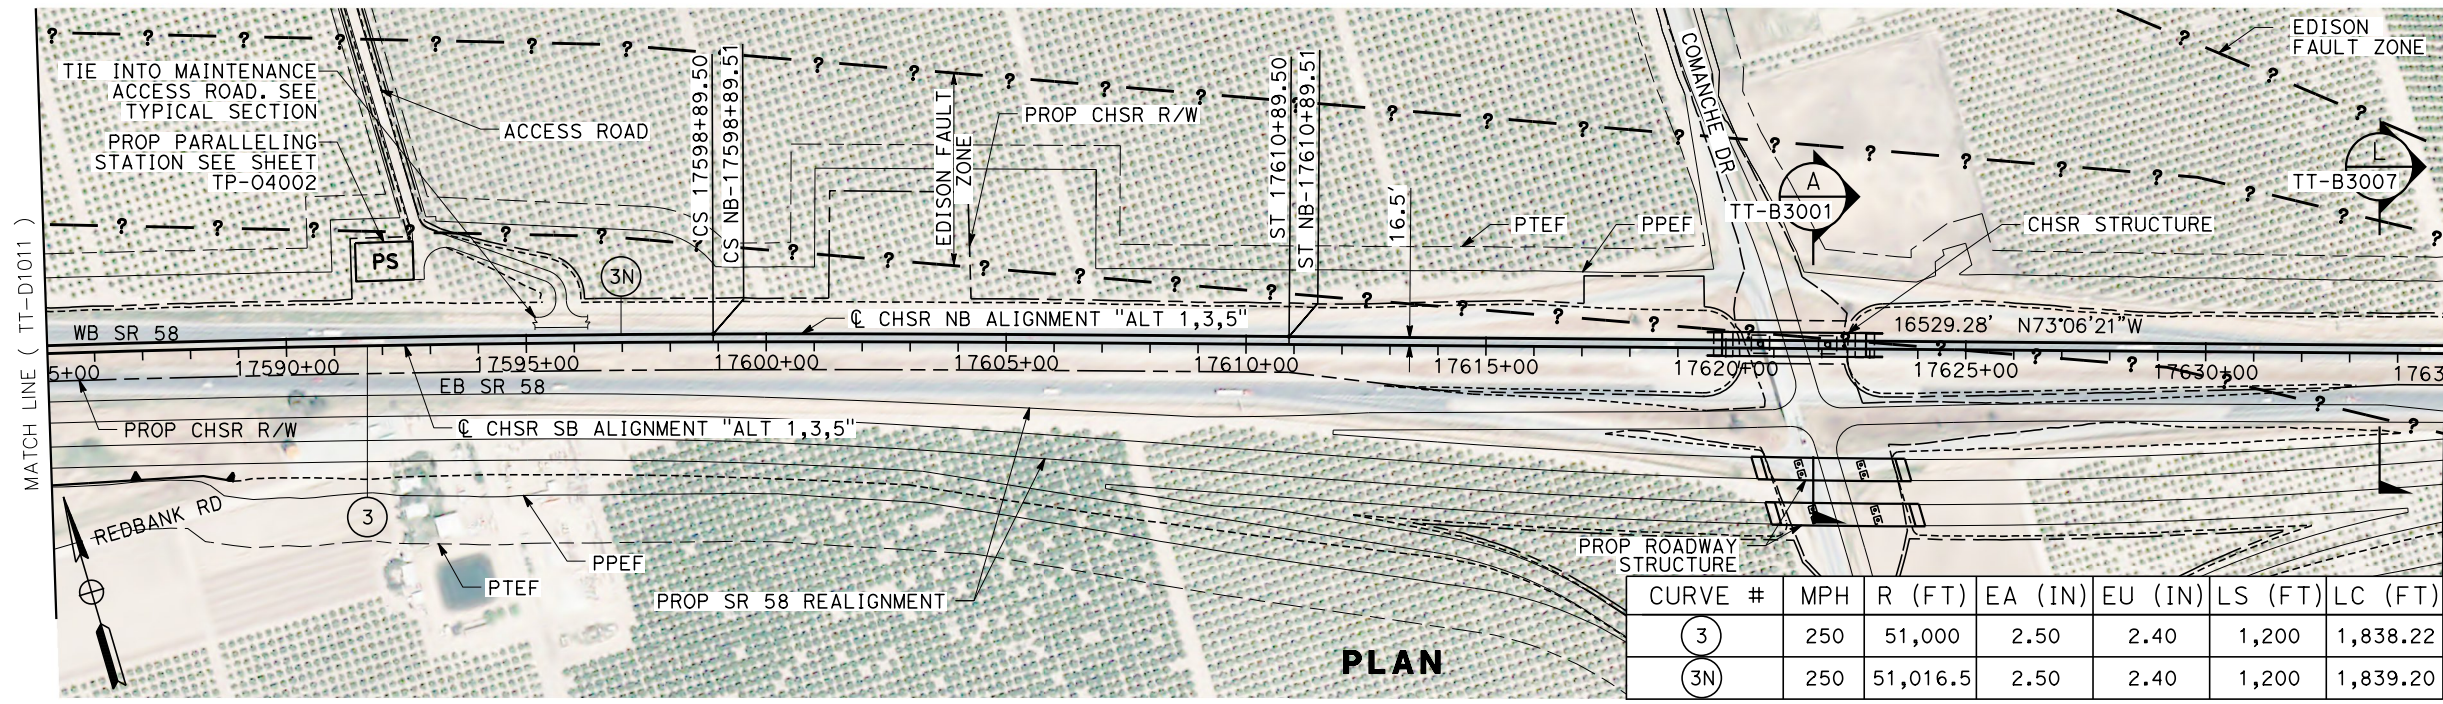 MATCH LINE ( TT-D1011 )
TIE INTO MAINTENANCE
ACCESS ROAD. SEE
TYPICAL SECTION
PROP PARALLELING
STATION SEE SHEET
TP-04002
ACCESS ROAD
PS
3N
CS 17598+89.50
CS NB-17598+89.51
EDISON FAULT
ZONE
PROP CHSR R/W
ST 17610+89.50
ST NB-17610+89.51
16.5'
PTEF
PPEF
COMANCHE DR
A
TT-B3001
CHSR STRUCTURE
EDISON
FAULT ZONE
L
TT-B3007
WB SR 58
℄ CHSR NB ALIGNMENT "ALT 1,3,5"
16529.28' N73°06'21"W
5+00
17590+00
17595+00
17600+00
17605+00
17610+00
17615+00
17620+00
17625+00
17630+00
1763
EB SR 58
PROP CHSR R/W
℄ CHSR SB ALIGNMENT "ALT 1,3,5"
REDBANK RD
3
PPEF
PTEF
PROP SR 58 REALIGNMENT
PROP ROADWAY
STRUCTURE
PLAN
CURVE # MPH R (FT) EA (IN) EU (IN) LS (FT) LC (FT)
3 250 51,000 2.50 2.40 1,200 1,838.22
3N 250 51,016.5 2.50 2.40 1,200 1,839.20